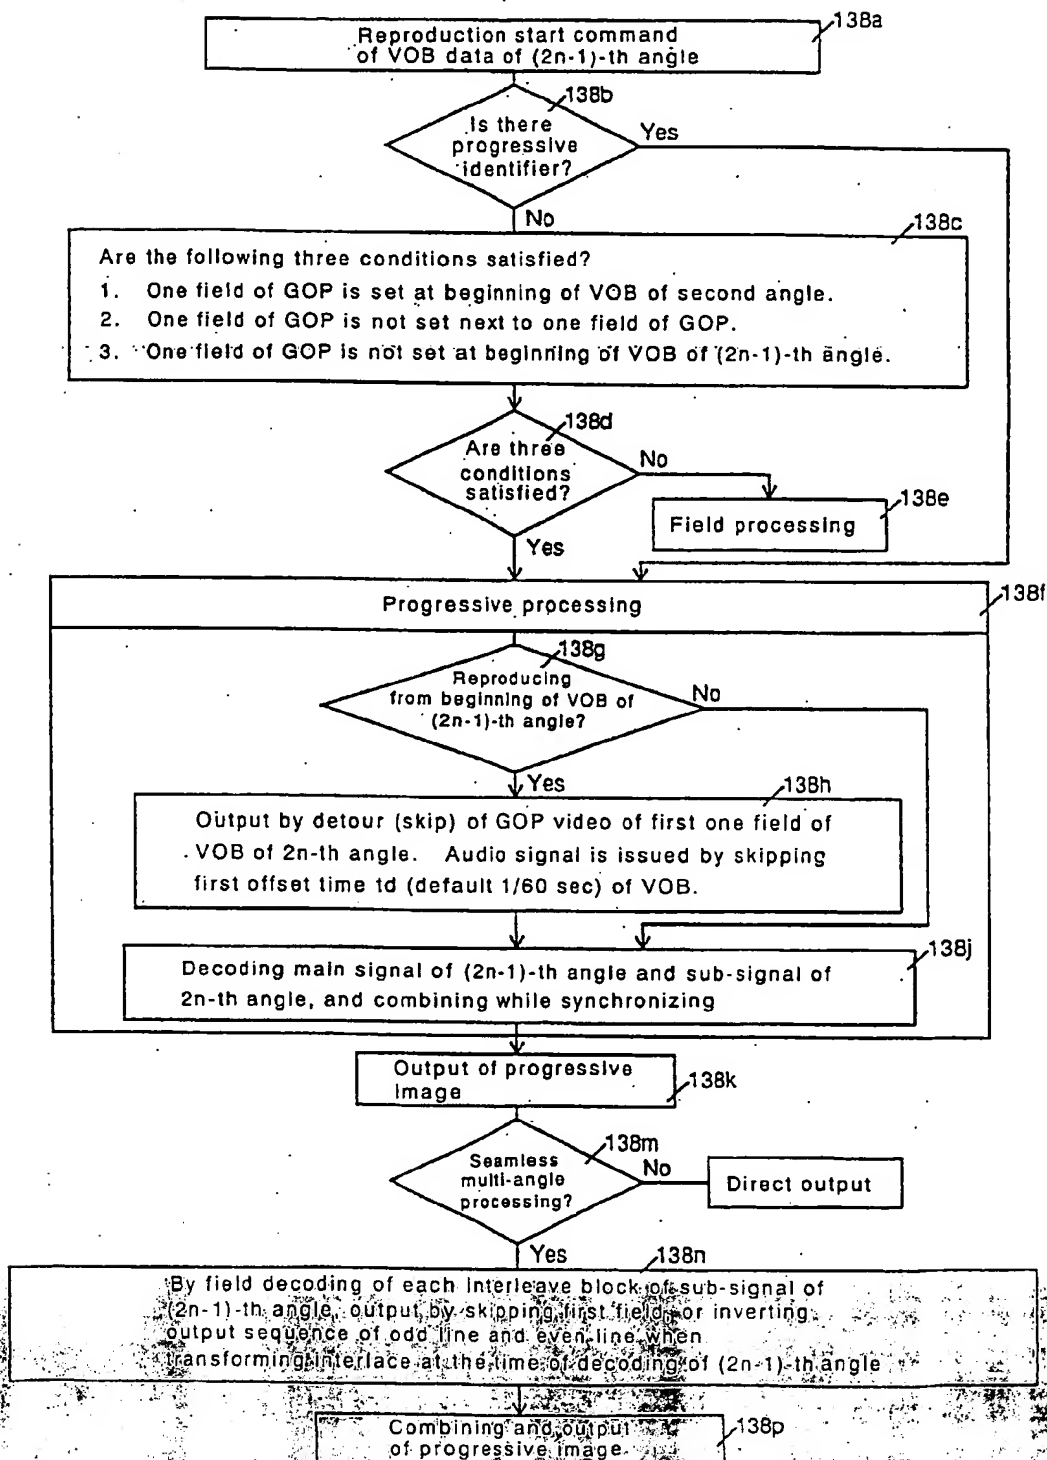 138a
Reproduction start command
of VOB data of (2n-1)-th angle
138b
Is there
progressive
identifier?
Yes
No
138c
Are the following three conditions satisfied?
1. One field of GOP is set at beginning of VOB of second angle.
2. One field of GOP is not set next to one field of GOP.
3. One field of GOP is not set at beginning of VOB of (2n-1)-th angle.
138d
Are three
conditions
satisfied?
No
138e
Field processing
Yes
138f
Progressive processing
138g
Reproducing
from beginning of VOB of
(2n-1)-th angle?
No
Yes
138h
Output by detour (skip) of GOP video of first one field of
VOB of 2n-th angle. Audio signal is issued by skipping
first offset time td (default 1/60 sec) of VOB.
138j
Decoding main signal of (2n-1)-th angle and sub-signal of
2n-th angle, and combining while synchronizing
Output of progressive
image
138k
138m
Seamless
multi-angle
processing?
No
Direct output
Yes
138n
By field decoding of each interleave block of sub-signal of
(2n-1)-th angle, output by skipping first field, or inverting
output sequence of odd line and even line when
transforming interlace at the time of decoding of (2n-1)-th angle
138p
Combining and output
of progressive image